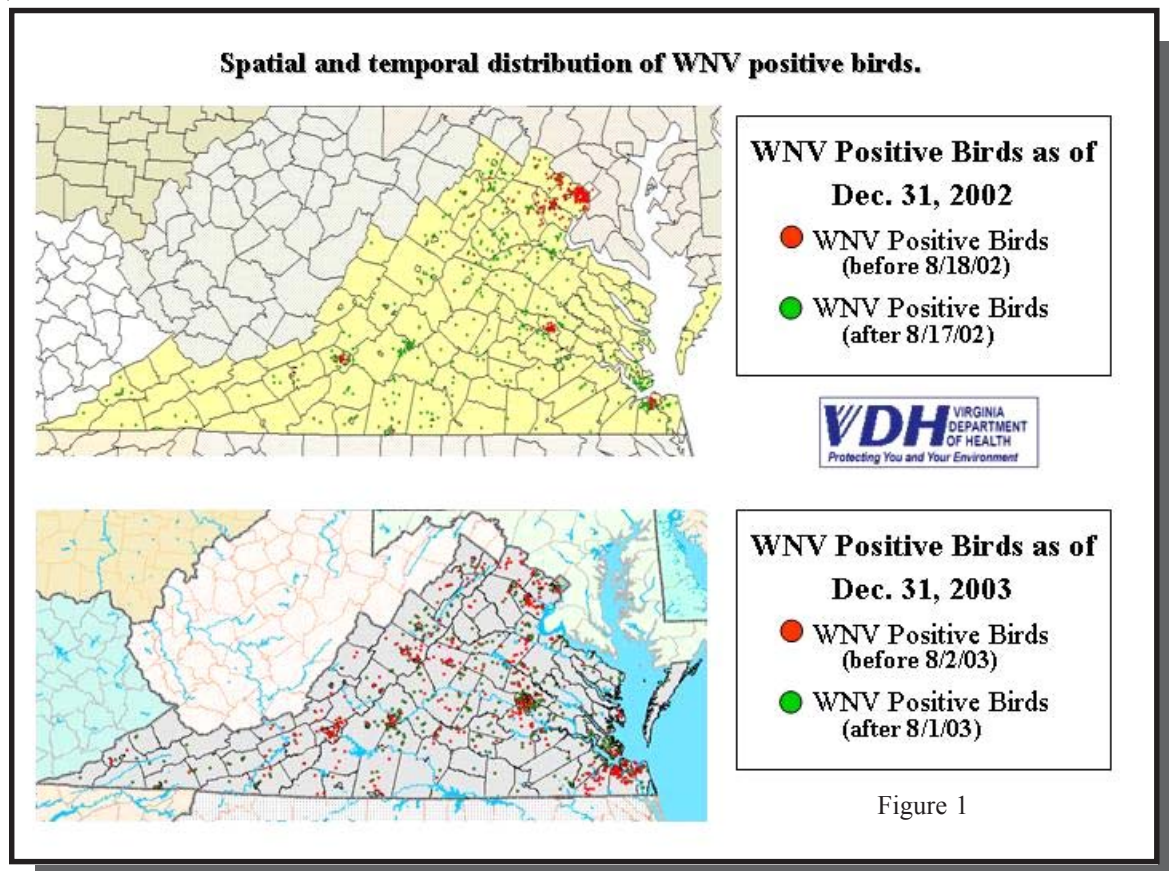 Spatial and temporal distribution of WNV positive birds.
WNV Positive Birds as of
Dec. 31, 2002
WNV Positive Birds
(before 8/18/02)
WNV Positive Birds
(after 8/17/02)
VDH VIRGINIA
DEPARTMENT
OF HEALTH
Protecting You and Your Environment
WNV Positive Birds as of
Dec. 31, 2003
WNV Positive Birds
(before 8/2/03)
WNV Positive Birds
(after 8/1/03)
Figure 1